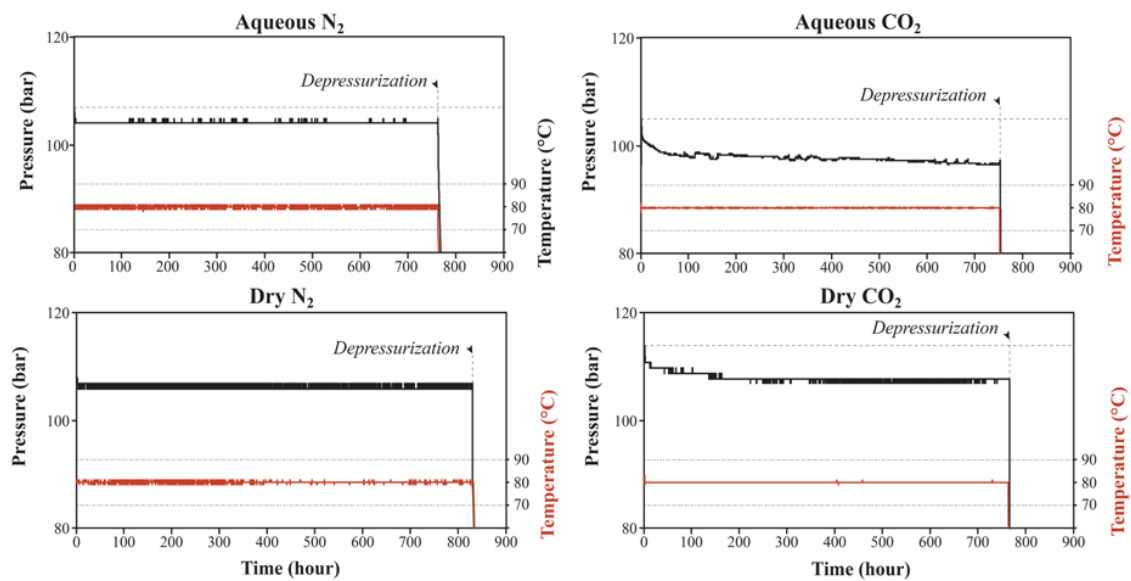 Aqueous N₂
Pressure (bar)
120
100
80
Depressurization
90
80
70
Temperature (°C)
0 100 200 300 400 500 600 700 800 900
Aqueous CO₂
Pressure (bar)
120
100
80
Depressurization
90
80
70
Temperature (°C)
0 100 200 300 400 500 600 700 800 900
Dry N₂
Pressure (bar)
120
100
80
Depressurization
90
80
70
Temperature (°C)
0 100 200 300 400 500 600 700 800 900
Time (hour)
Dry CO₂
Pressure (bar)
120
100
80
Depressurization
90
80
70
Temperature (°C)
0 100 200 300 400 500 600 700 800 900
Time (hour)